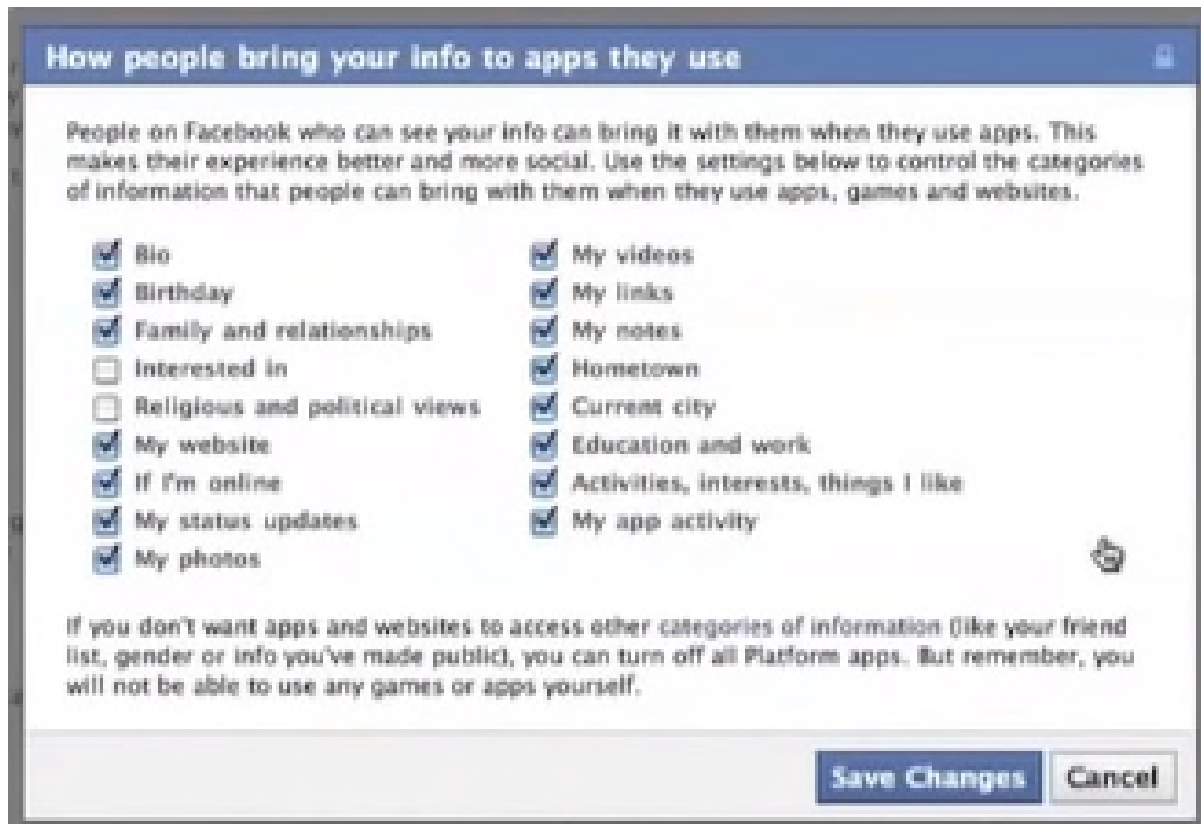 How people bring your info to apps they use
People on Facebook who can see your info can bring it with them when they use apps. This
makes their experience better and more social. Use the settings below to control the categories
of information that people can bring with them when they use apps, games and websites.
Bio
Birthday
Family and relationships
Interested in
Religious and political views
My website
If I'm online
My status updates
My photos
My videos
My links
My notes
Hometown
Current city
Education and work
Activities, interests, things I like
My app activity
If you don't want apps and websites to access other categories of information (like your friend
list, gender or info you've made public), you can turn off all Platform apps. But remember, you
will not be able to use any games or apps yourself.
Save Changes
Cancel